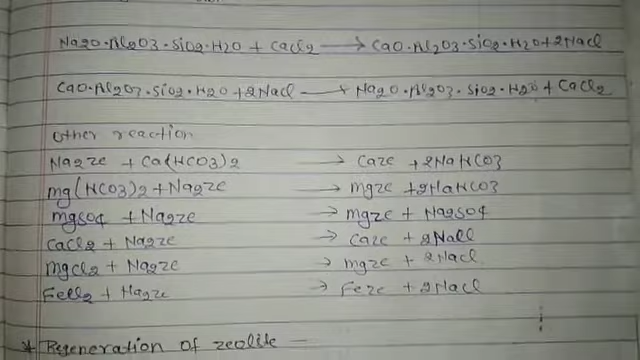 Na2O·Al2O3·SiO2·H2O + CaCl2 → CaO·Al2O3·SiO2·H2O+2NaCl
CaO·Al2O3·SiO2·H2O+2NaCl → Na2O·Al2O3·SiO2·H2O + CaCl2
Other reaction
Na2ze + Ca(HCO3)2 → Caze + 2NaHCO3
mg(HCO3)2 + Na2ze → mgze + 2NaHCO3
mgso4 + Na2ze → mgze + Na2SO4
CaCl2 + Na2ze → Caze + 2NaCl
mgcl2 + Na2ze → mgze + 2NaCl
FeCl2 + Na2ze → Feze + 2NaCl
* Regeneration of zeolite —